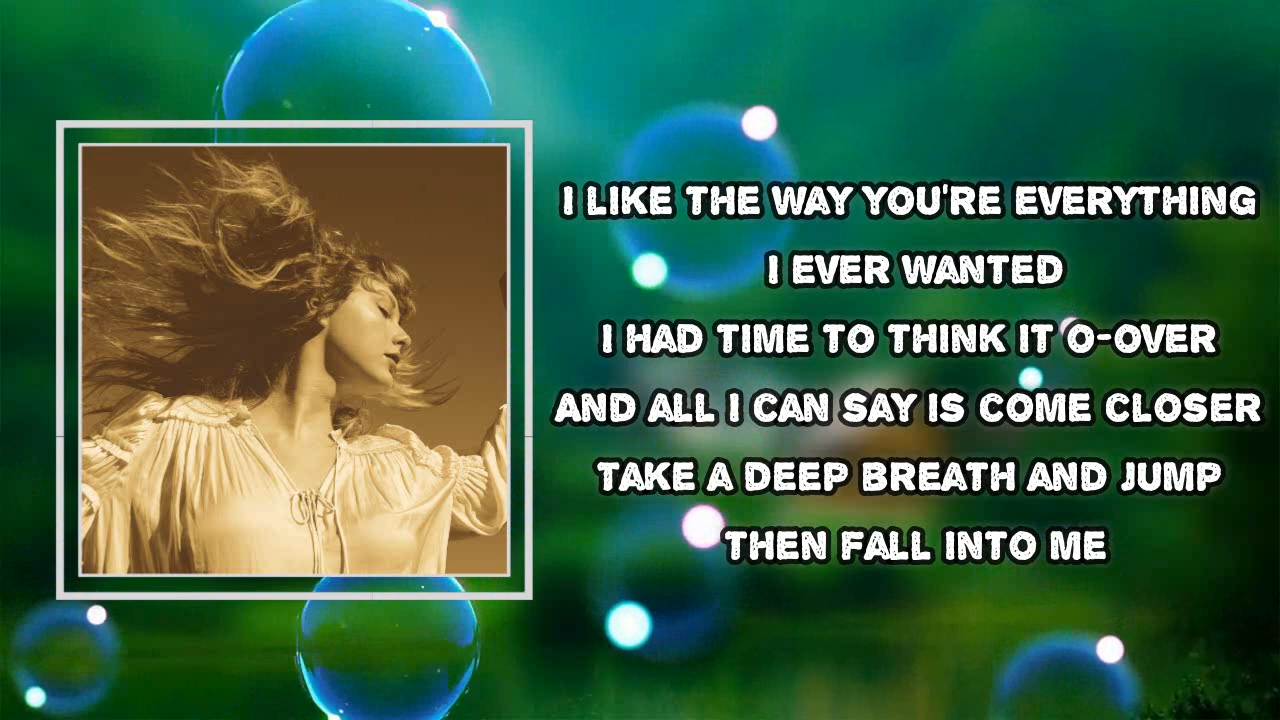 I LIKE THE WAY YOU'RE EVERYTHING
I EVER WANTED
I HAD TIME TO THINK IT O-OVER
AND ALL I CAN SAY IS COME CLOSER
TAKE A DEEP BREATH AND JUMP
THEN FALL INTO ME